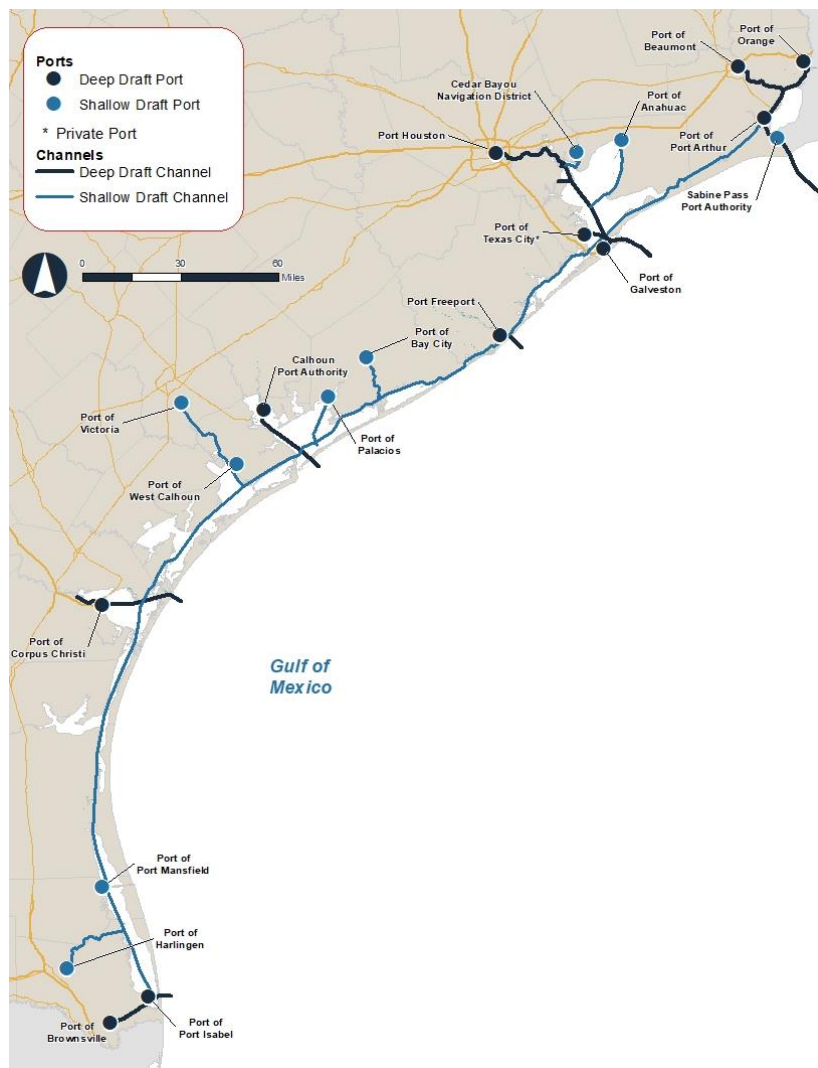 Ports
Deep Draft Port
Shallow Draft Port
* Private Port
Channels
Deep Draft Channel
Shallow Draft Channel
0 30 60
Miles
Port of
Beaumont
Port of
Orange
Cedar Bayou
Navigation District
Port of
Anahuac
Port Houston
Port of
Port Arthur
Sabine Pass
Port Authority
Port of
Texas City*
Port of
Galveston
Port Freeport
Port of
Bay City
Calhoun
Port Authority
Port of
Victoria
Port of
Palacios
Port of
West Calhoun
Port of
Corpus Christi
Gulf of
Mexico
Port of
Port Mansfield
Port of
Harlingen
Port of
Brownsville
Port of
Port Isabel